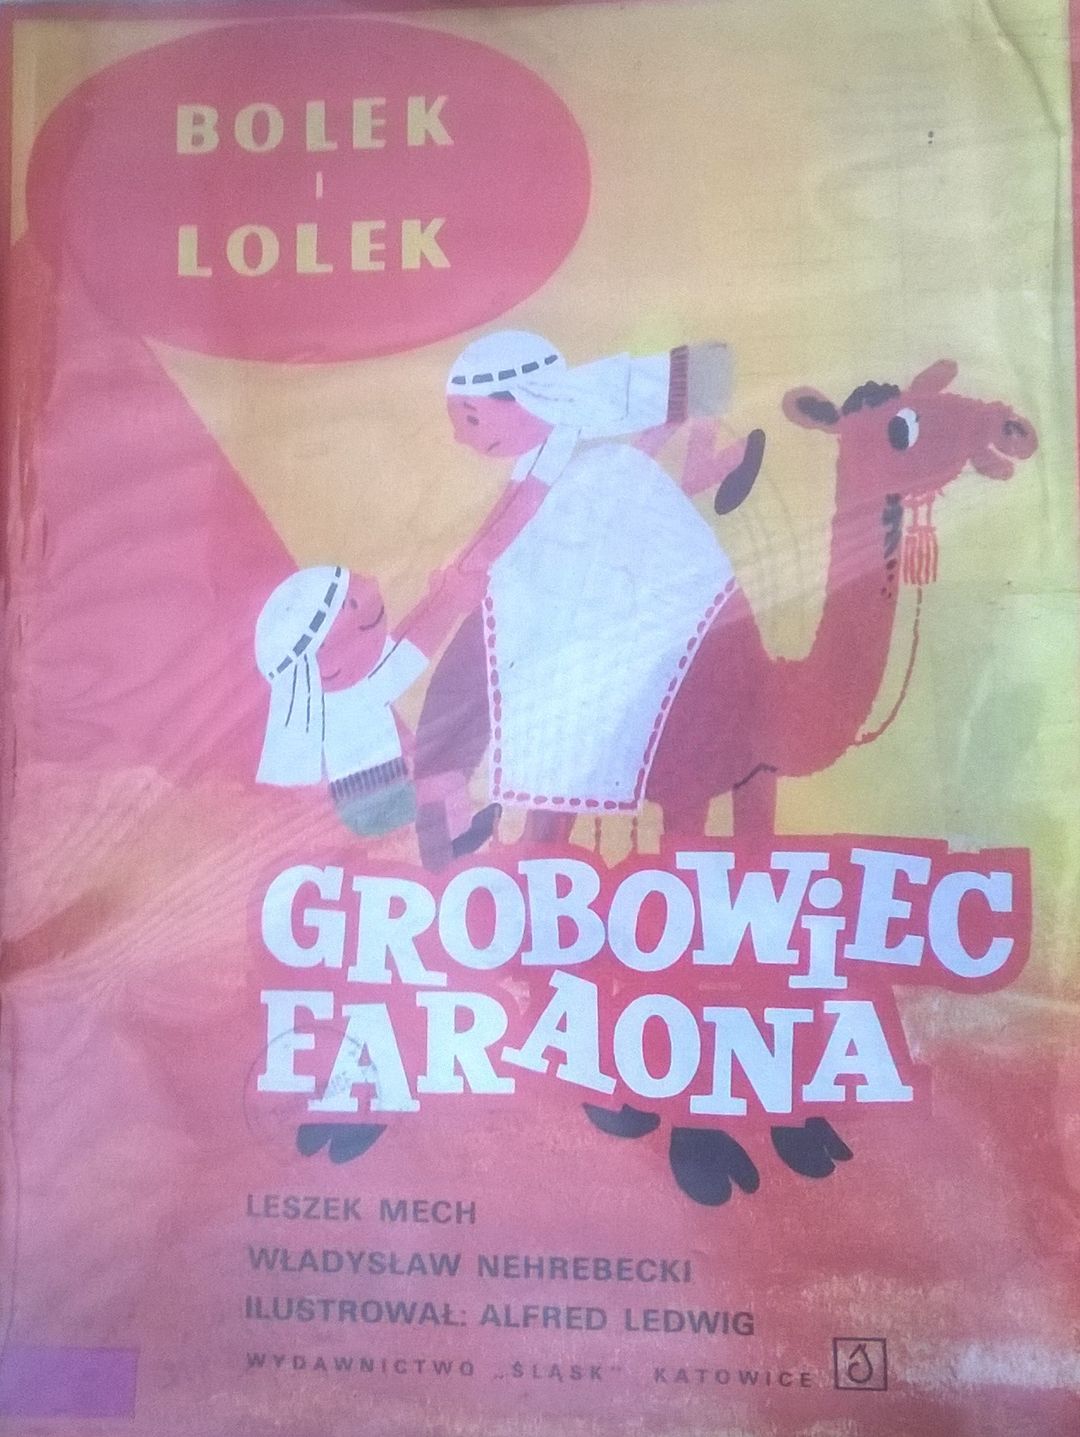 BOLEK
I
LOLEK
GROBOWiEC
FARAONA
LESZEK MECH
WŁADYSŁAW NEHREBECKI
ILUSTROWAŁ: ALFRED LEDWIG
WYDAWNICTWO „ŚLĄSK” KATOWICE